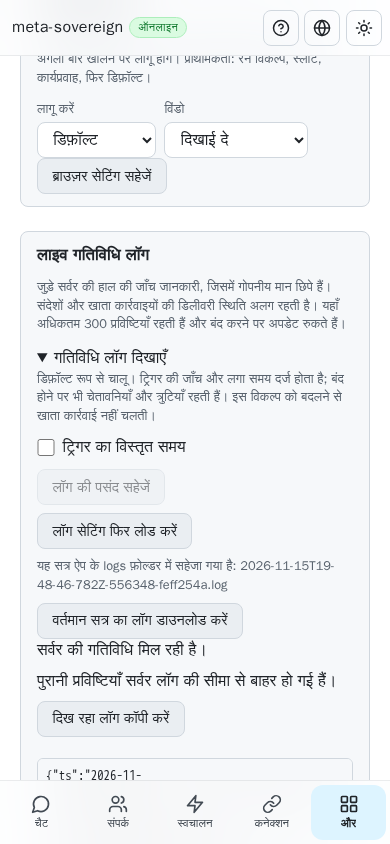 meta-sovereign ऑनलाइन
अगली बार खोलने पर लागू होगी। प्राथमिकता: रन विकल्प, स्लॉट,
कार्यप्रवाह, फिर डिफ़ॉल्ट।
लागू करें विंडो
डिफ़ॉल्ट दिखाई दे
ब्राउज़र सेटिंग सहेजें
लाइव गतिविधि लॉग
जुड़े सर्वर की हाल की जाँच जानकारी, जिसमें गोपनीय मान छिपे हैं।
संदेशों और खाता कार्रवाइयों की डिलीवरी स्थिति अलग रहती है। यहाँ
अधिकतम 300 प्रविष्टियाँ रहती हैं और बंद करने पर अपडेट रुकते हैं।
▼ गतिविधि लॉग दिखाएँ
डिफ़ॉल्ट रूप से चालू। ट्रिगर की जाँच और लगा समय दर्ज होता है; बंद
होने पर भी चेतावनियाँ और त्रुटियाँ रहती हैं। इस विकल्प को बदलने से
खाता कार्रवाई नहीं चलती।
ट्रिगर का विस्तृत समय
लॉग की पसंद सहेजें
लॉग सेटिंग फिर लोड करें
यह सत्र ऐप के logs फ़ोल्डर में सहेजा गया है: 2026-11-15T19-
48-46-782Z-556348-feff254a.log
वर्तमान सत्र का लॉग डाउनलोड करें
सर्वर की गतिविधि मिल रही है।
पुरानी प्रविष्टियाँ सर्वर लॉग की सीमा से बाहर हो गई हैं।
दिख रहा लॉग कॉपी करें
{"ts":"2026-11-
चैट संपर्क स्वचालन कनेक्शन और